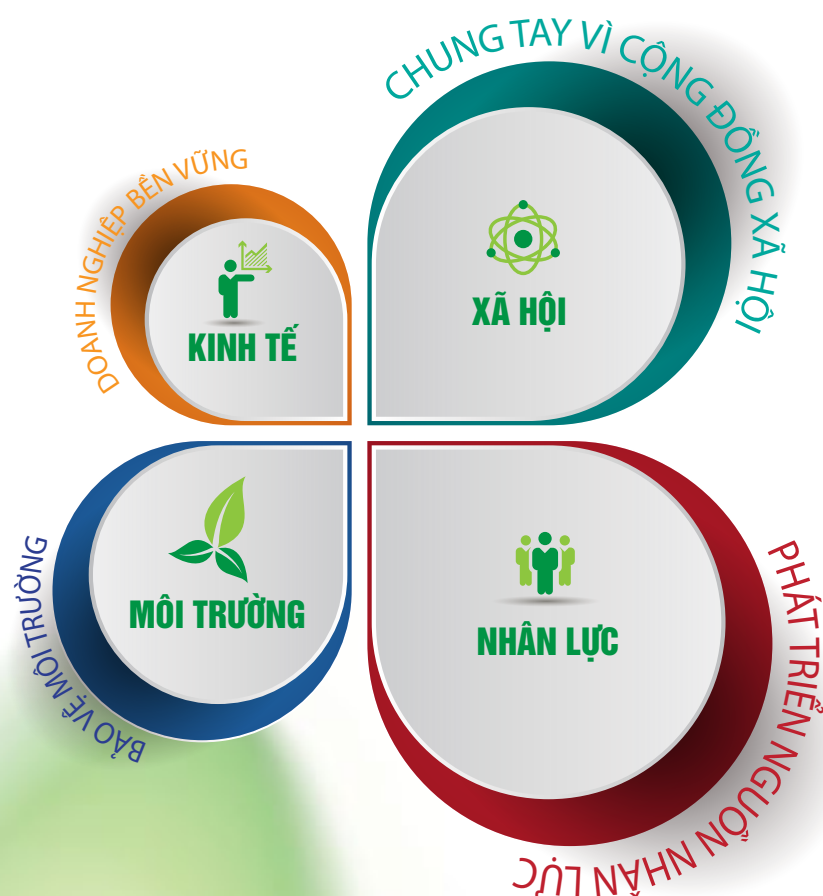 CHUNG TAY VÌ CỘNG ĐỒNG XÃ HỘI
DOANH NGHIỆP BỀN VỮNG
XÃ HỘI
KINH TẾ
BẢO VỆ MÔI TRƯỜNG
MÔI TRƯỜNG
NHÂN LỰC
PHÁT TRIỂN NGUỒN NHÂN LỰC